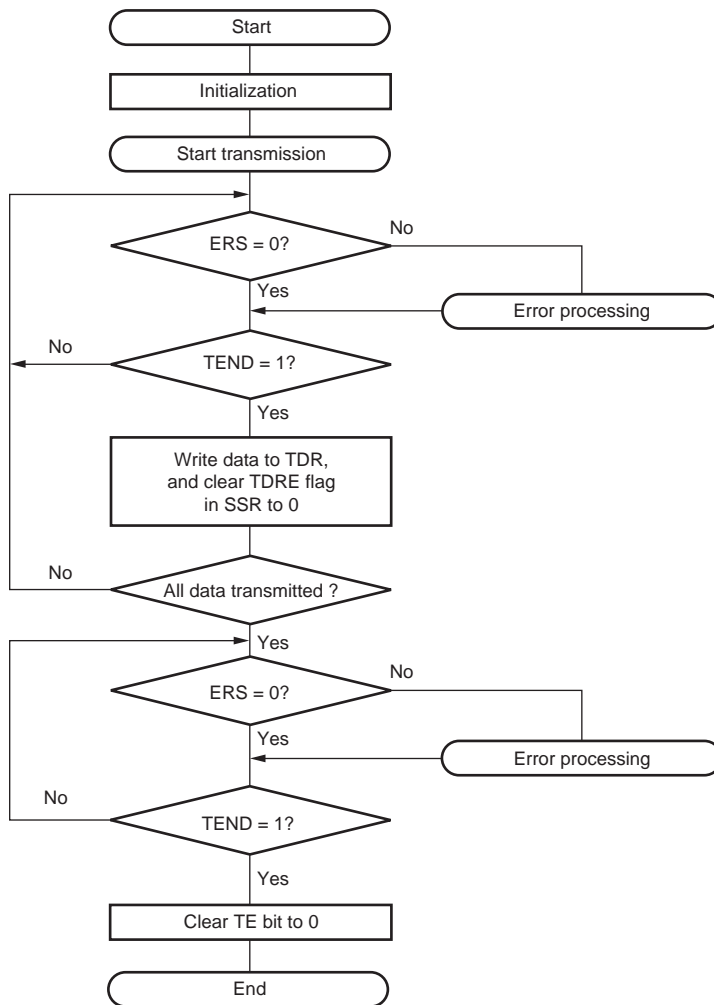 Start
Initialization
Start transmission
ERS = 0?
No
Yes
Error processing
No
TEND = 1?
Yes
Write data to TDR,
and clear TDRE flag
in SSR to 0
No
All data transmitted ?
Yes
ERS = 0?
No
Yes
Error processing
No
TEND = 1?
Yes
Clear TE bit to 0
End